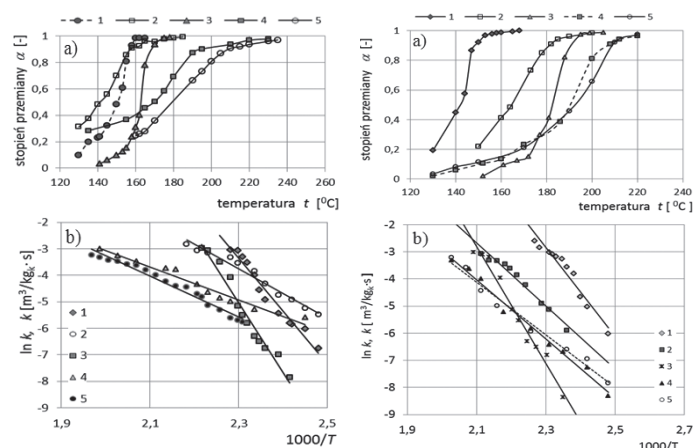 1 2 3 4 5
a)
stopień przemiany α [-]
1
0,8
0,6
0,4
0,2
0
120 140 160 180 200 220 240
temperatura t [⁰C]
b)
ln k, k [m³/kgₖ·s]
-1
-2
-3
-4
-5
-6
-7
-8
-9
1
2
3
4
5
1,9 2,1 2,3 2,5
1000/T
1 2 3 4 5
a)
stopień przemiany α [-]
1
0,8
0,6
0,4
0,2
0
120 140 160 180 200 220 240
temperatura t [⁰C]
b)
ln k, k [m³/kgₖ·s]
-2
-3
-4
-5
-6
-7
-8
-9
1
2
3
4
5
1,9 2,1 2,3 2,5 2,7
1000/T